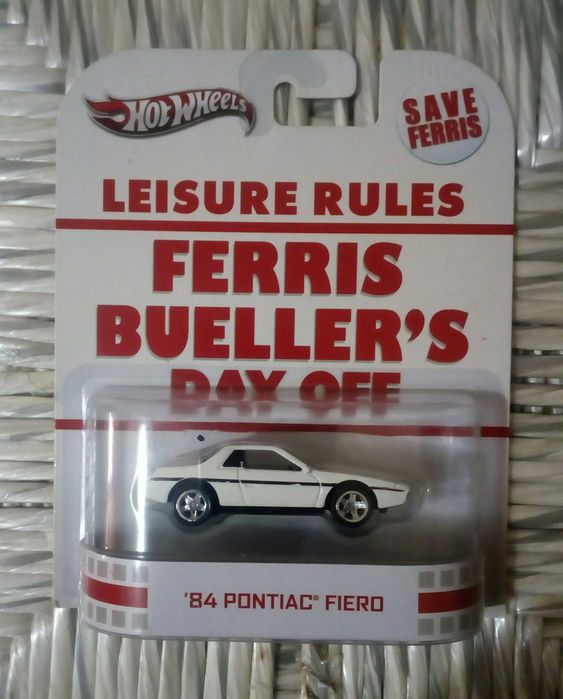 HOT WHEELS
SAVE
FERRIS
LEISURE RULES
FERRIS
BUELLER'S
DAY OFF
'84 PONTIAC® FIERO